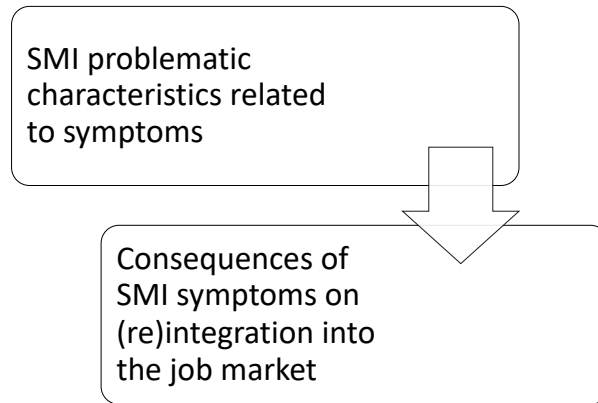 SMI problematic
characteristics related
to symptoms
Consequences of
SMI symptoms on
(re)integration into
the job market